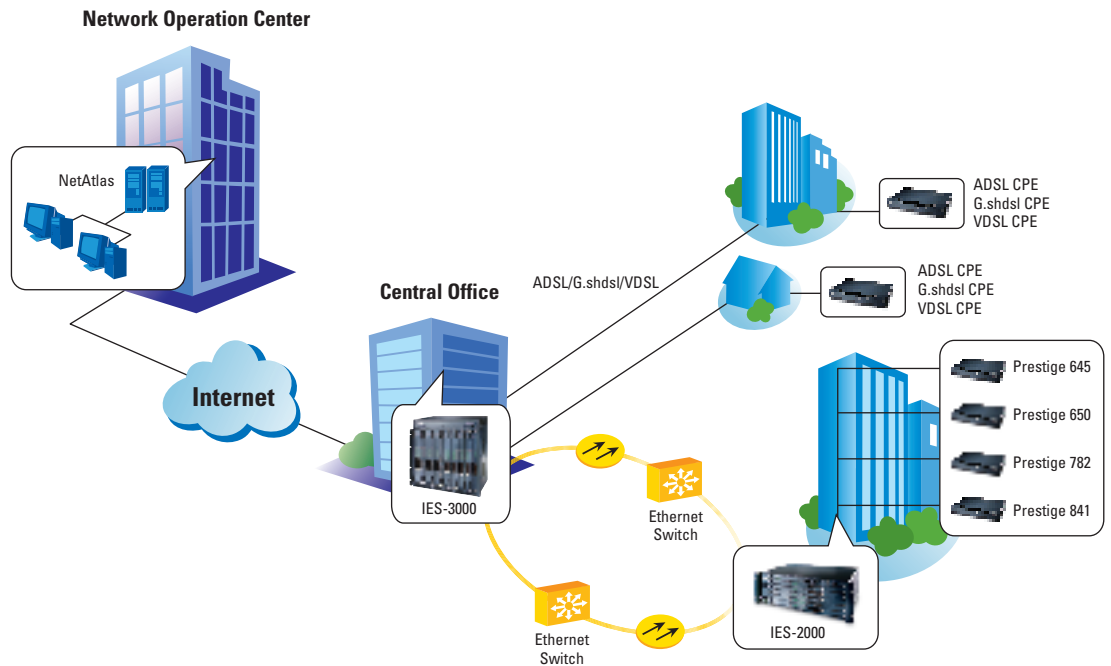 Network Operation Center
NetAtlas
ADSL CPE
G.shdsl CPE
VDSL CPE
ADSL/G.shdsl/VDSL
ADSL CPE
G.shdsl CPE
VDSL CPE
Central Office
Internet
IES-3000
Ethernet
Switch
Prestige 645
Prestige 650
Prestige 782
Prestige 841
IES-2000
Ethernet
Switch